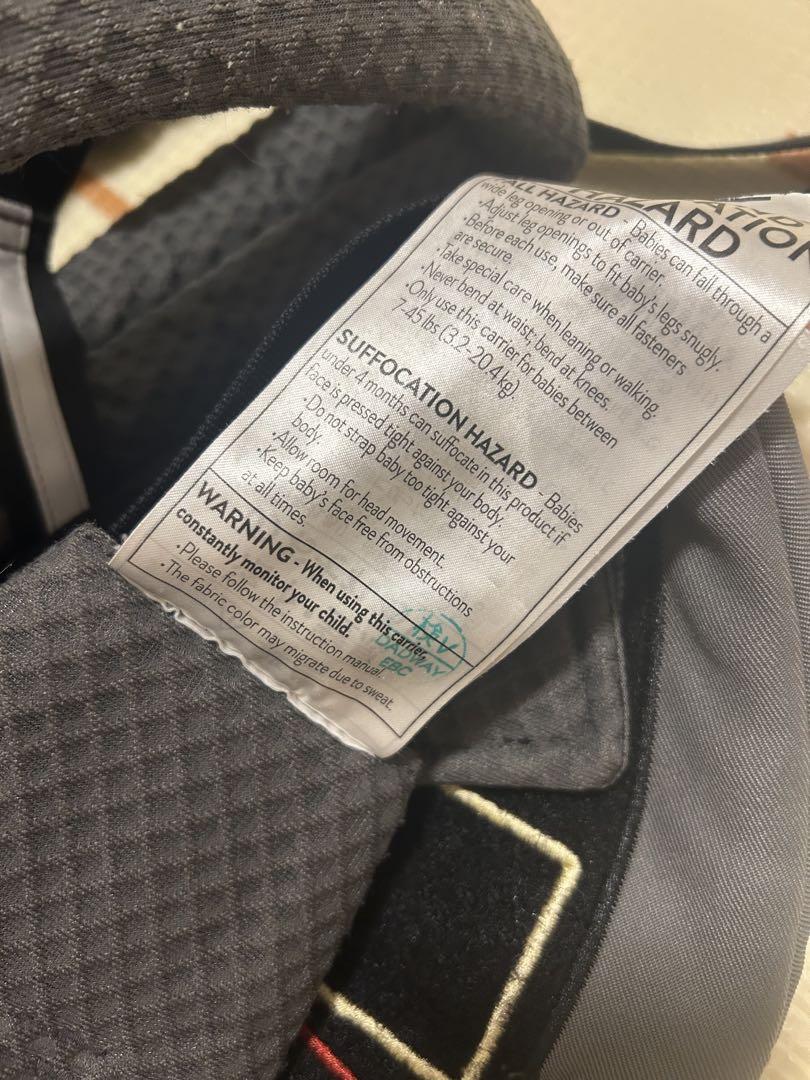 ALL HAZARD - Babies can fall through a
wide leg opening or out of carrier.
•Adjust leg openings to fit baby's legs snugly.
•Before each use, make sure all fasteners
are secure.
•Take special care when leaning or walking.
•Never bend at waist; bend at knees.
•Only use this carrier for babies between
7-45 lbs (3.2-20.4 kg).
SUFFOCATION HAZARD - Babies
under 4 months can suffocate in this product if
face is pressed tight against your body.
•Do not strap baby too tight against your
body.
•Allow room for head movement.
•Keep baby's face free from obstructions
at all times.
WARNING - When using this carrier,
constantly monitor your child.
•Please follow the instruction manual.
•The fabric color may migrate due to sweat.
DADWAY
EBC
HAZARD